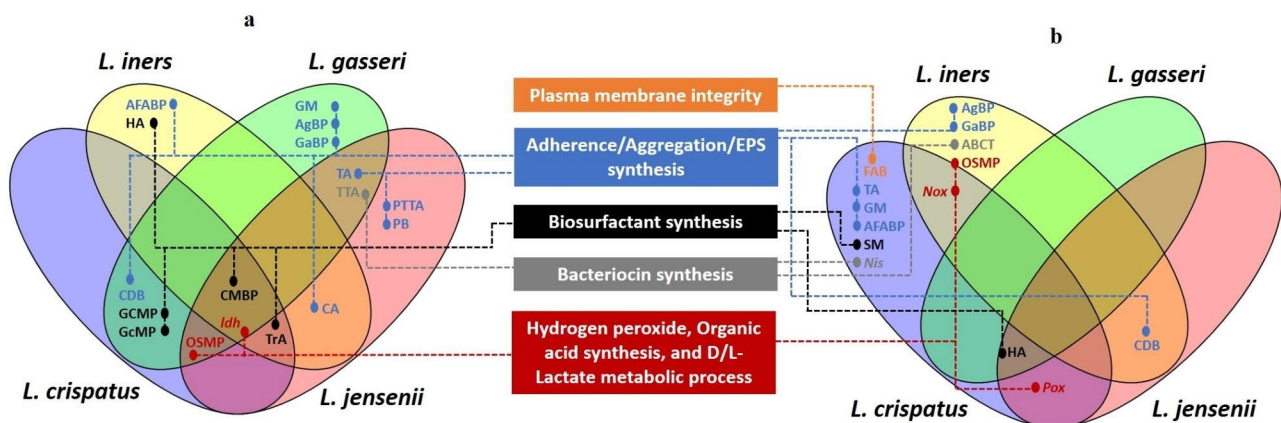 a
L. iners
L. gasseri
AFABP
HA
GM
AgBP
GaBP
TA
TTA
PTTA
PB
CDB
GCMP
GcMP
CMBP
CA
ldh
OSMP
TrA
L. crispatus
L. jensenii
Plasma membrane integrity
Adherence/Aggregation/EPS
synthesis
Biosurfactant synthesis
Bacteriocin synthesis
Hydrogen peroxide, Organic
acid synthesis, and D/L-
Lactate metabolic process
b
L. iners
L. gasseri
AgBP
GaBP
ABCT
OSMP
FAB
Nox
TA
GM
AFABP
SM
Nis
CDB
HA
Pox
L. crispatus
L. jensenii